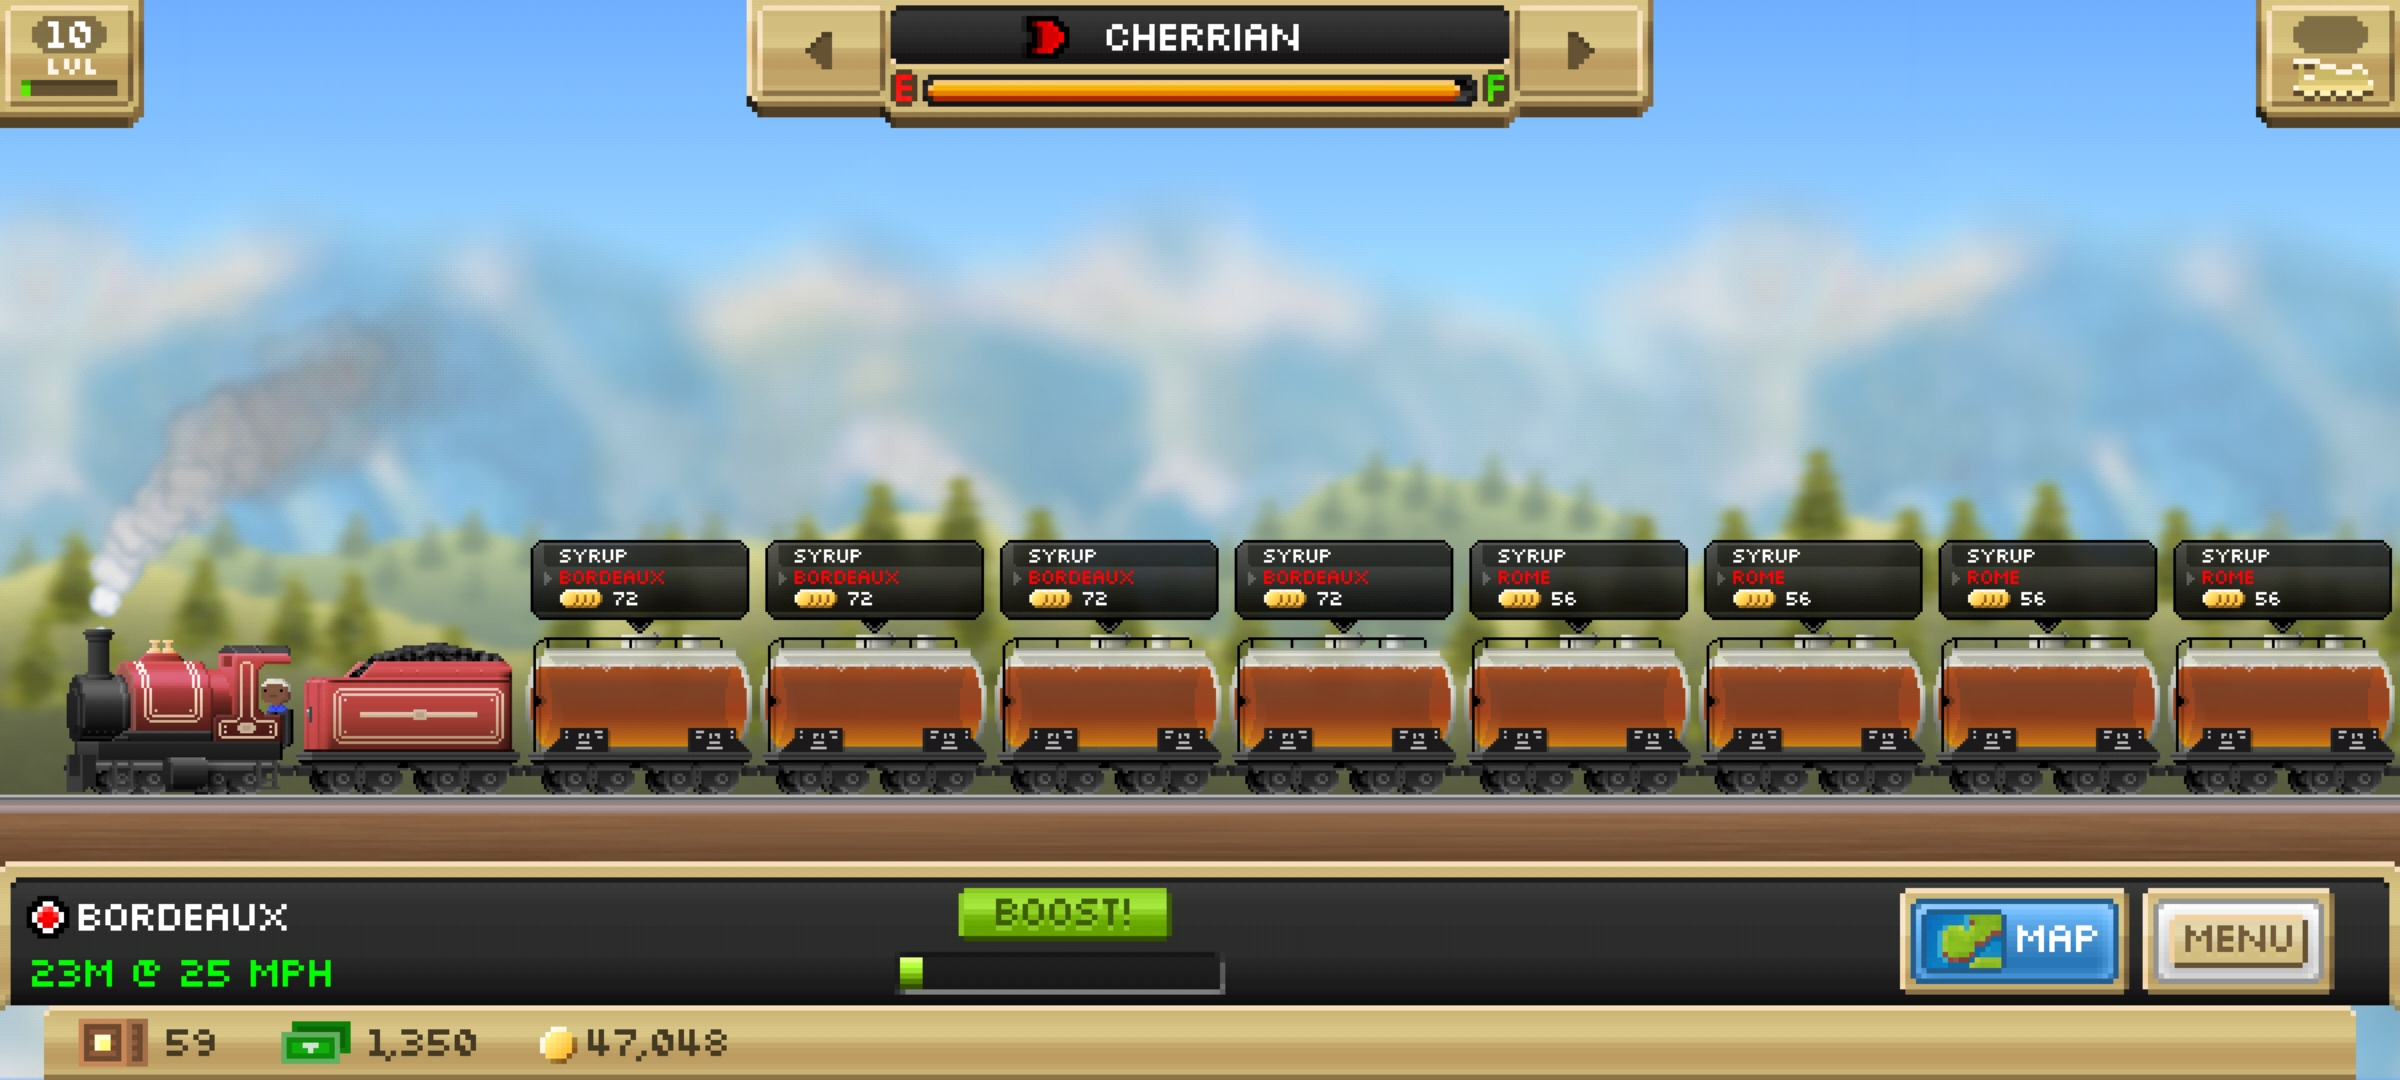 10
LVL
CHERRIAN
E F
SYRUP
BORDEAUX
72
SYRUP
BORDEAUX
72
SYRUP
BORDEAUX
72
SYRUP
BORDEAUX
72
SYRUP
ROME
56
SYRUP
ROME
56
SYRUP
ROME
56
SYRUP
ROME
56
BORDEAUX
23M @ 25 MPH
BOOST!
MAP
MENU
59
1,350
47,048